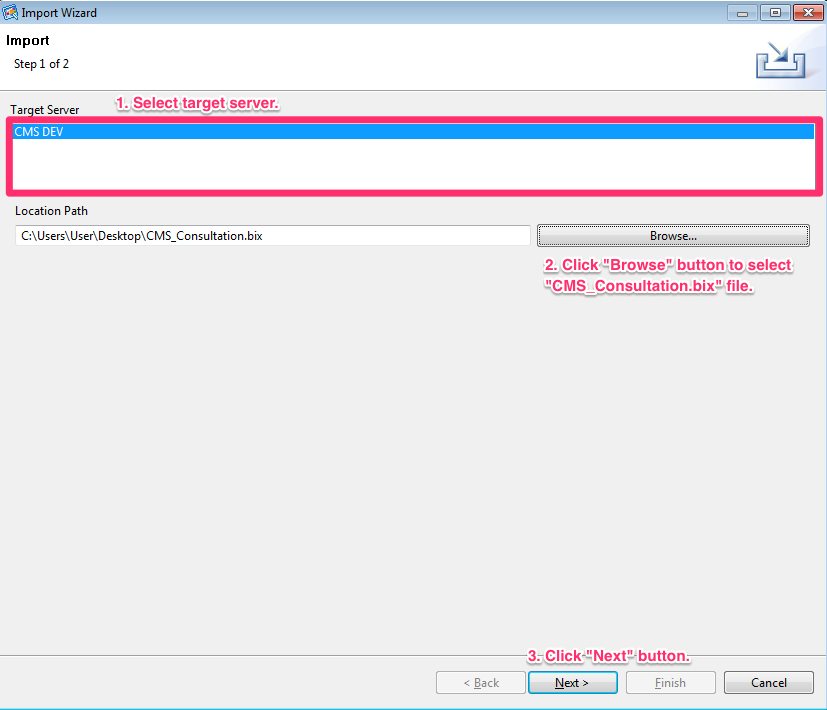 Import Wizard
Import
Step 1 of 2
Target Server
1. Select target server.
CMS DEV
Location Path
C:\Users\User\Desktop\CMS_Consultation.bix
Browse...
2. Click "Browse" button to select
"CMS_Consultation.bix" file.
3. Click "Next" button.
< Back
Next >
Finish
Cancel